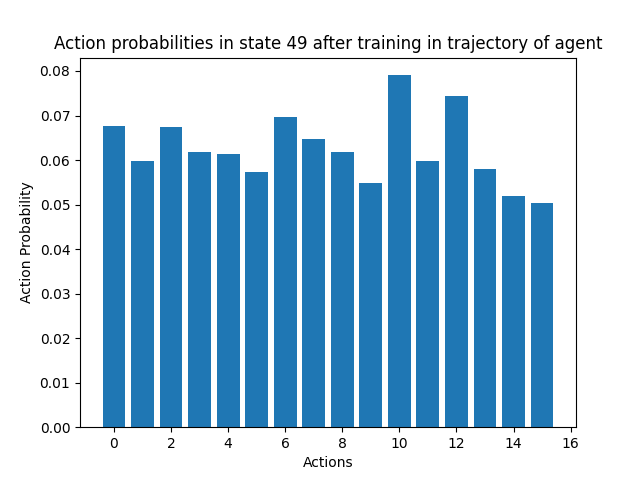 Action probabilities in state 49 after training in trajectory of agent
0.08
0.07
0.06
0.05
0.04
0.03
0.02
0.01
0.00
Action Probability
0 2 4 6 8 10 12 14 16
Actions